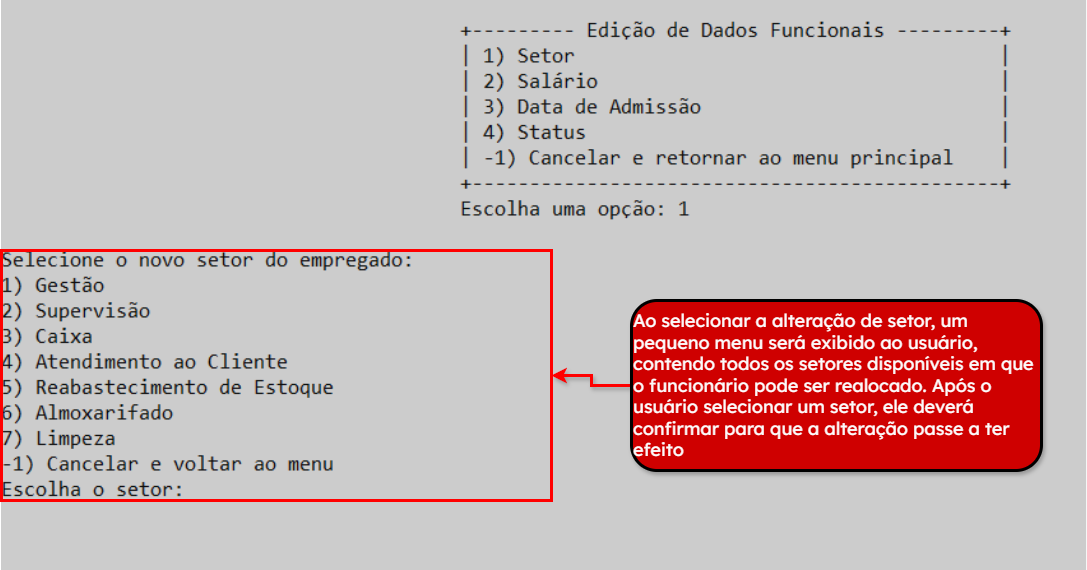 +--------- Edição de Dados Funcionais ---------+
| 1) Setor |
| 2) Salário |
| 3) Data de Admissão |
| 4) Status |
| -1) Cancelar e retornar ao menu principal |
+----------------------------------------------+
Escolha uma opção: 1
Selecione o novo setor do empregado:
1) Gestão
2) Supervisão
3) Caixa
4) Atendimento ao Cliente
5) Reabastecimento de Estoque
6) Almoxarifado
7) Limpeza
-1) Cancelar e voltar ao menu
Escolha o setor:
Ao selecionar a alteração de setor, um
pequeno menu será exibido ao usuário,
contendo todos os setores disponíveis em que
o funcionário pode ser realocado. Após o
usuário selecionar um setor, ele deverá
confirmar para que a alteração passe a ter
efeito